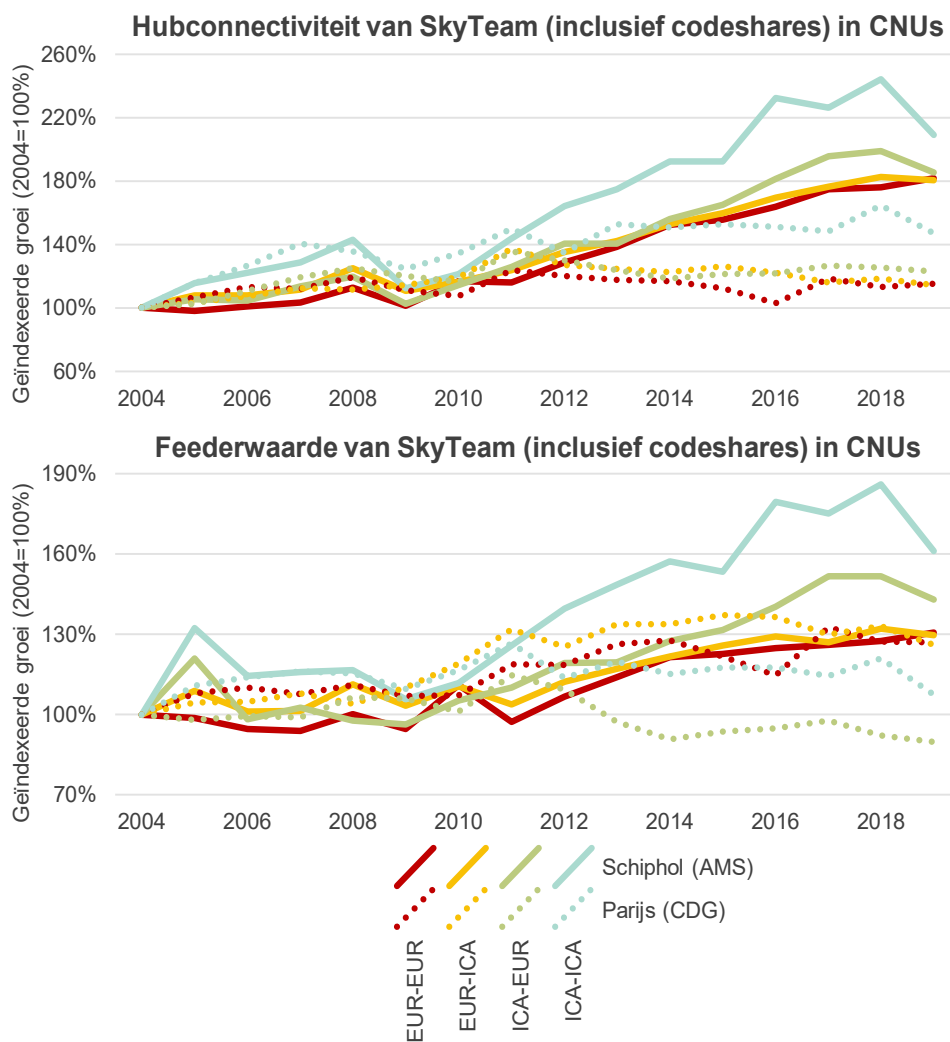 Hubconnectiviteit van SkyTeam (inclusief codeshares) in CNUs
Geïndexeerde groei (2004=100%)
260%
220%
180%
140%
100%
60%
2004 2006 2008 2010 2012 2014 2016 2018
Feederwaarde van SkyTeam (inclusief codeshares) in CNUs
Geïndexeerde groei (2004=100%)
190%
160%
130%
100%
70%
2004 2006 2008 2010 2012 2014 2016 2018
Schiphol (AMS)
Parijs (CDG)
EUR-EUR
EUR-ICA
ICA-EUR
ICA-ICA